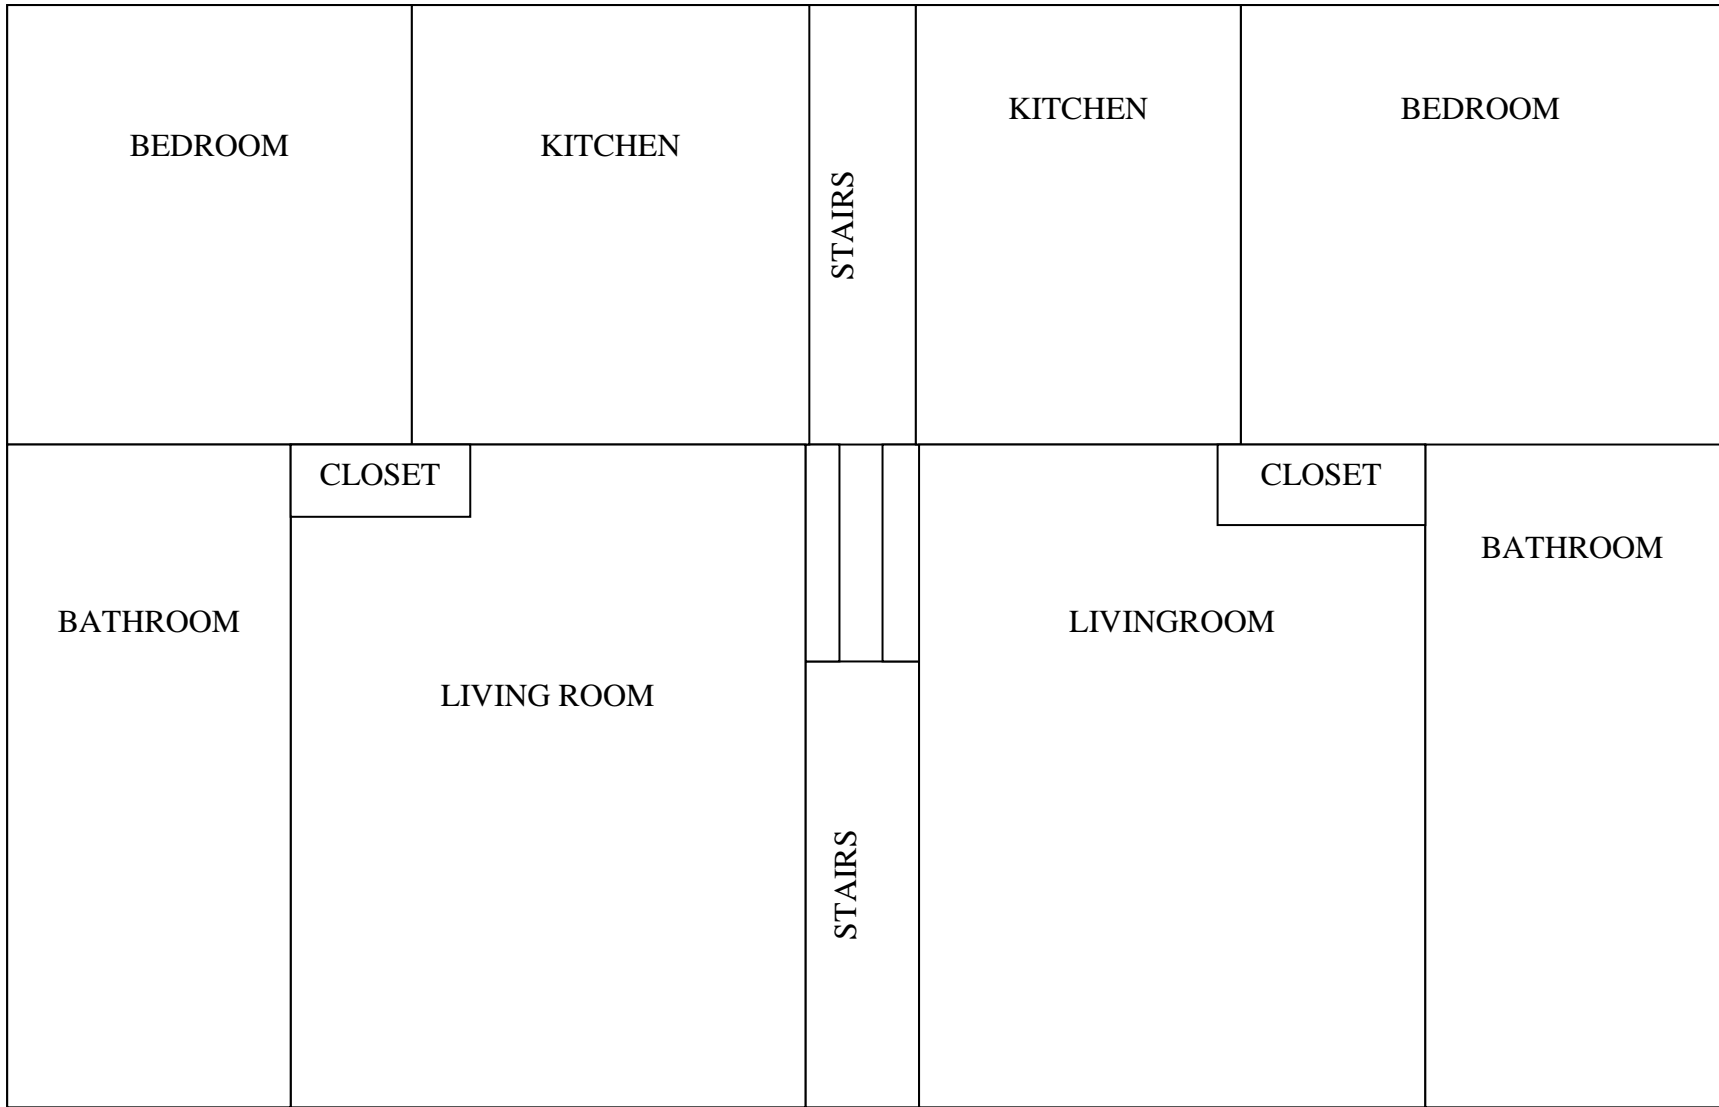 KITCHEN
BEDROOM
BEDROOM
KITCHEN
STAIRS
CLOSET
CLOSET
BATHROOM
BATHROOM
LIVINGROOM
LIVING ROOM
STAIRS